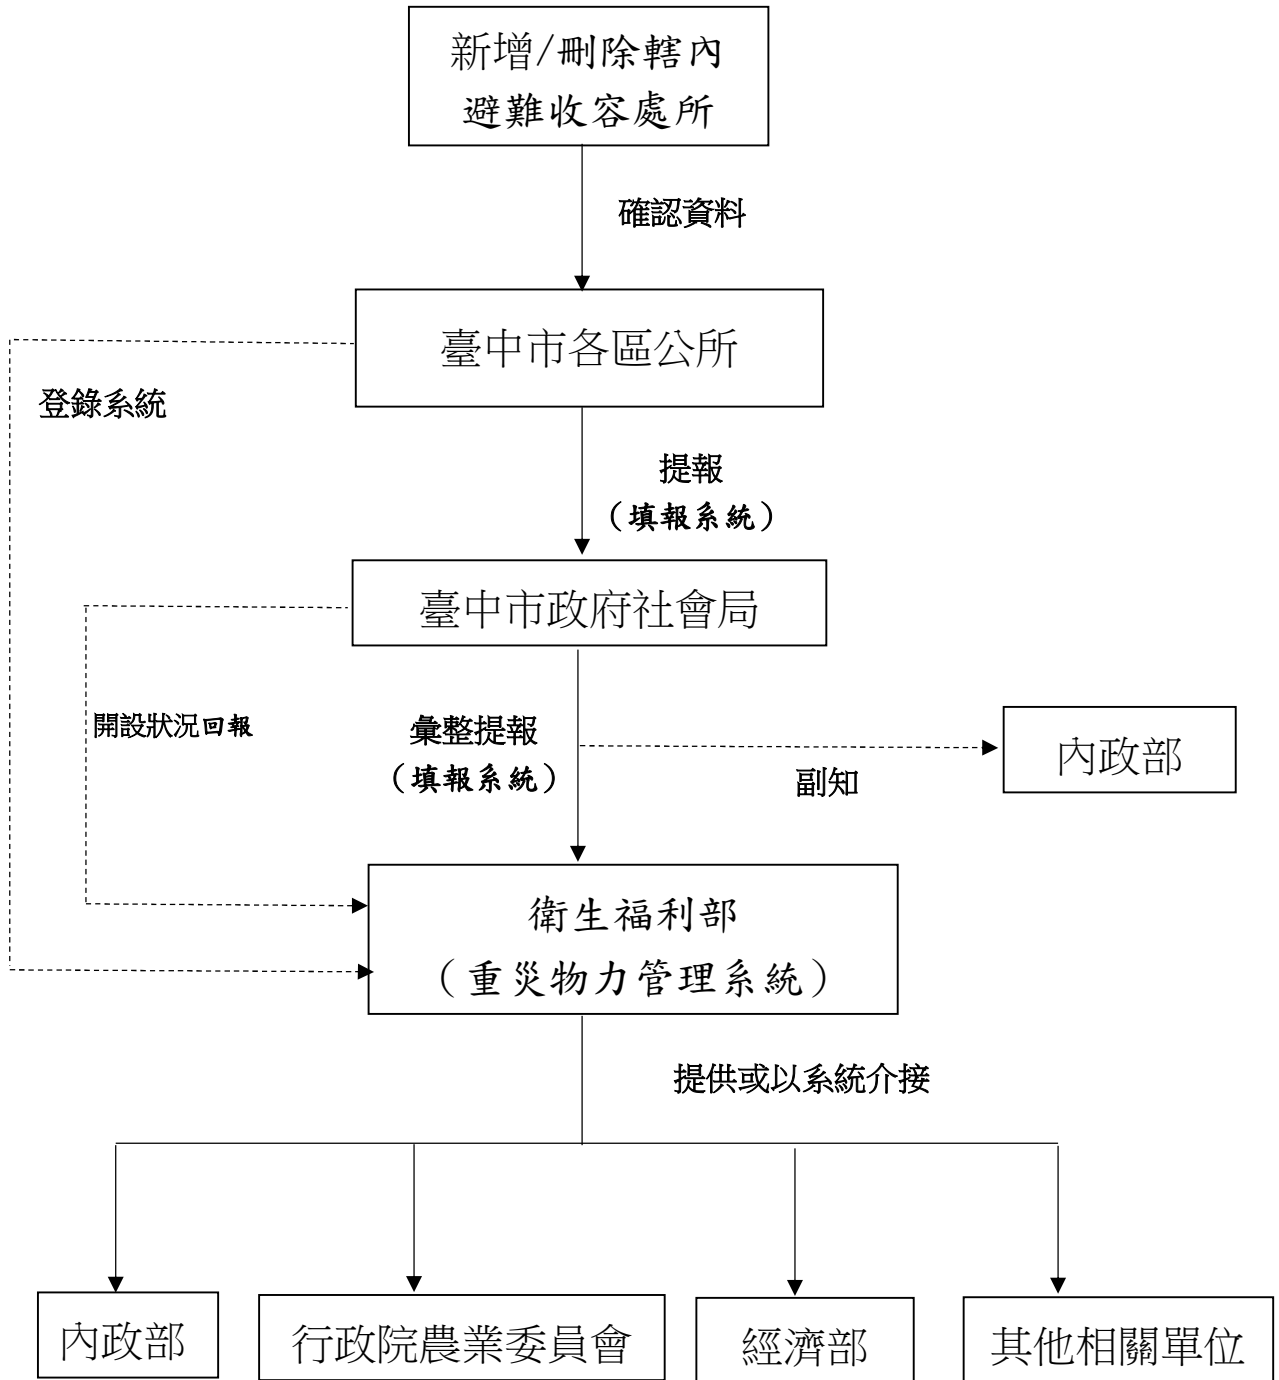 新增/刪除轄內
避難收容處所
確認資料
臺中市各區公所
登錄系統
提報
（填報系統）
臺中市政府社會局
開設狀況回報
彙整提報
（填報系統）
副知
內政部
衛生福利部
（重災物力管理系統）
提供或以系統介接
內政部
行政院農業委員會
經濟部
其他相關單位